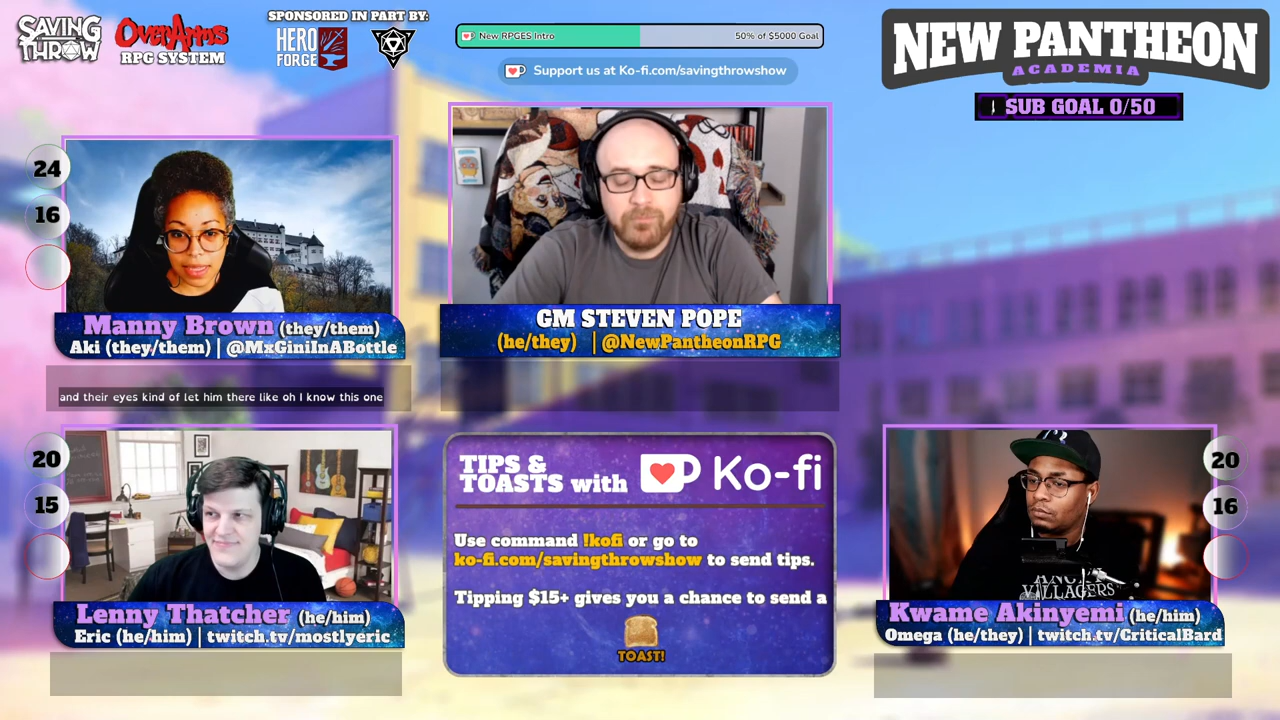 SAVING THROW
OverArms
RPG SYSTEM
SPONSORED IN PART BY:
HERO FORGE
New RPGES Intro
50% of $5000 Goal
Support us at Ko-fi.com/savingthrowshow
NEW PANTHEON
ACADEMIA
SUB GOAL 0/50
24
16
Manny Brown (they/them)
Aki (they/them) | @MxGiniInABottle
and their eyes kind of let him there like oh I know this one
GM STEVEN POPE
(he/they) | @NewPantheonRPG
20
15
Lenny Thatcher (he/him)
Eric (he/him) | twitch.tv/mostlyeric
TIPS &
TOASTS with Ko-fi
Use command !kofi or go to
ko-fi.com/savingthrowshow to send tips.
Tipping $15+ gives you a chance to send a
TOAST!
20
16
VILLAGERS
Kwame Akinyemi (he/him)
Omega (he/they) | twitch.tv/CriticalBard